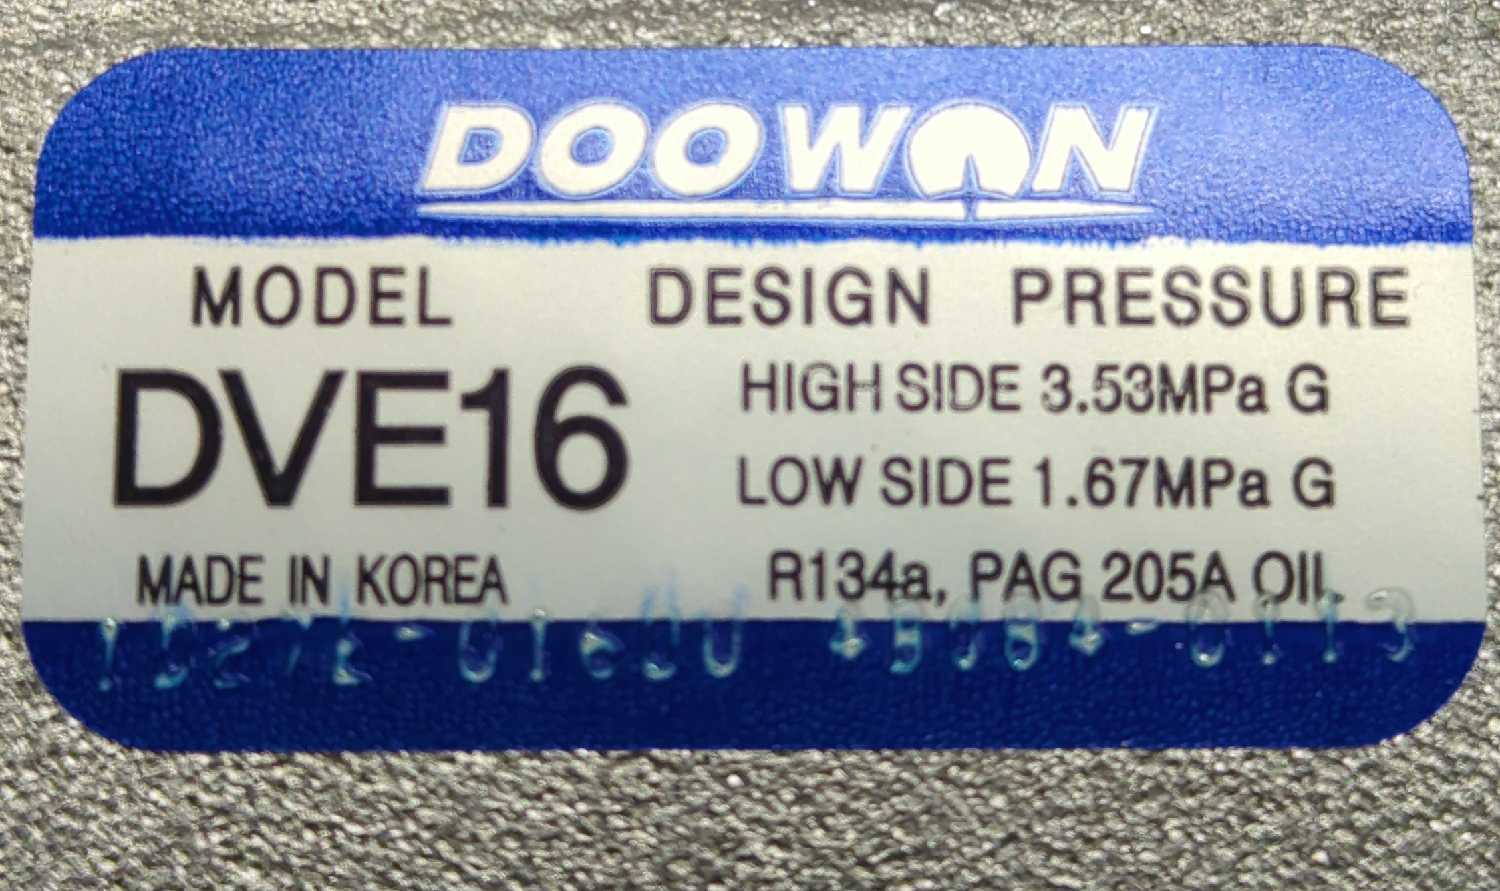 DOOWON
MODEL DESIGN PRESSURE
DVE16
HIGH SIDE 3.53MPa G
LOW SIDE 1.67MPa G
MADE IN KOREA
R134a, PAG 205A OIL